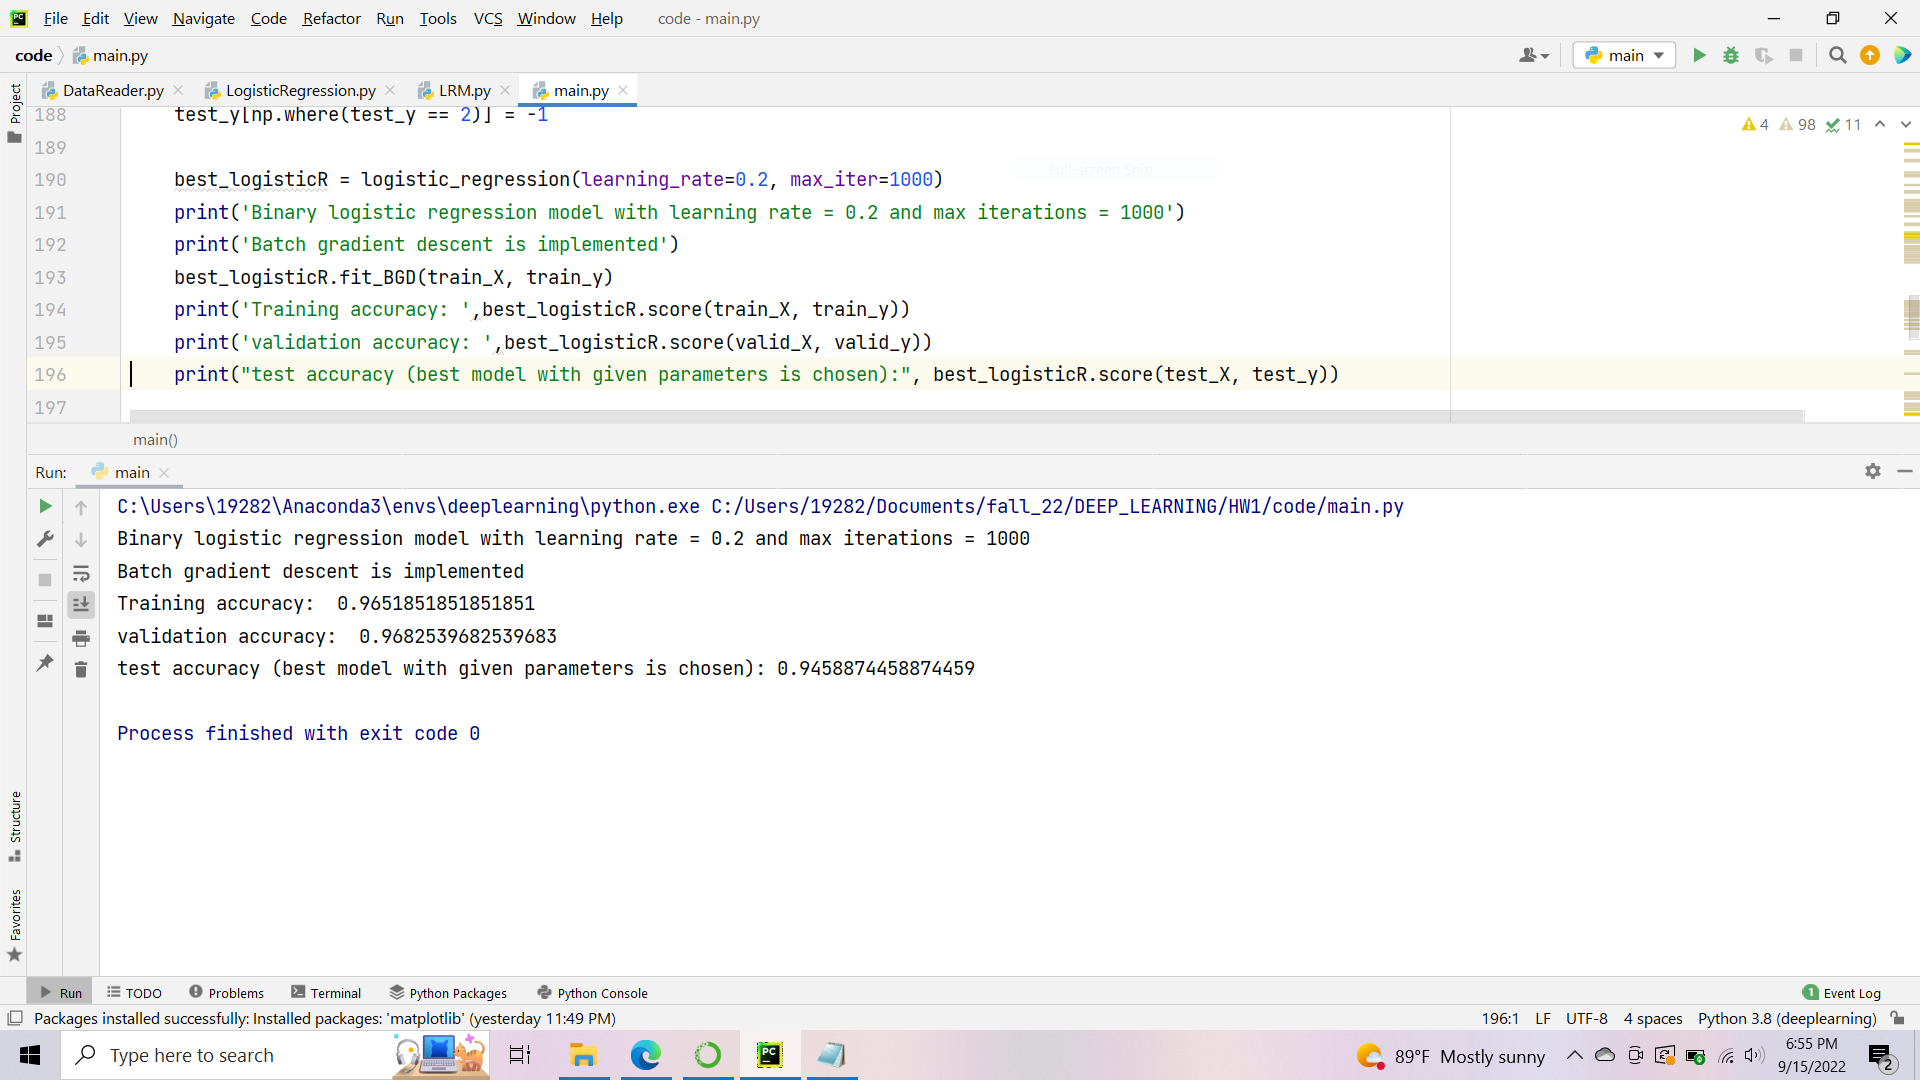 File Edit View Navigate Code Refactor Run Tools VCS Window Help code - main.py
code main.py
main
DataReader.py LogisticRegression.py LRM.py main.py
Project
4 98 11
188 test_y[np.where(test_y == 2)] = -1
189
190 best_logisticR = logistic_regression(learning_rate=0.2, max_iter=1000)
191 print('Binary logistic regression model with learning rate = 0.2 and max iterations = 1000')
192 print('Batch gradient descent is implemented')
193 best_logisticR.fit_BGD(train_X, train_y)
194 print('Training accuracy: ',best_logisticR.score(train_X, train_y))
195 print('validation accuracy: ',best_logisticR.score(valid_X, valid_y))
196 print("test accuracy (best model with given parameters is chosen):", best_logisticR.score(test_X, test_y))
197
main()
Run: main
C:\Users\19282\Anaconda3\envs\deeplearning\python.exe C:/Users/19282/Documents/fall_22/DEEP_LEARNING/HW1/code/main.py
Binary logistic regression model with learning rate = 0.2 and max iterations = 1000
Batch gradient descent is implemented
Training accuracy:  0.9651851851851851
validation accuracy:  0.9682539682539683
test accuracy (best model with given parameters is chosen): 0.9458874458874459
Process finished with exit code 0
Structure
Favorites
Run TODO Problems Terminal Python Packages Python Console 1 Event Log
Packages installed successfully: Installed packages: 'matplotlib' (yesterday 11:49 PM) 196:1 LF UTF-8 4 spaces Python 3.8 (deeplearning)
Type here to search PC 89°F Mostly sunny 6:55 PM
9/15/2022 2